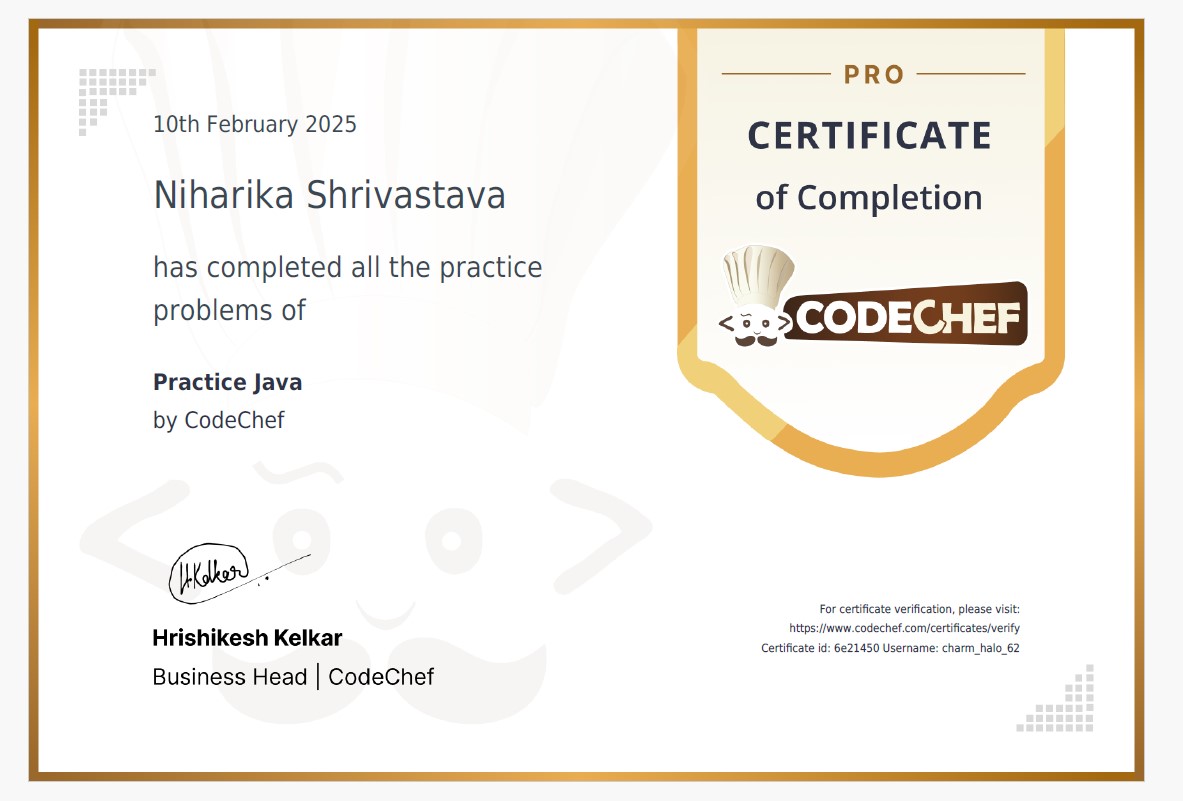 10th February 2025
Niharika Shrivastava
has completed all the practice
problems of
Practice Java
by CodeChef
H.Kelkar
Hrishikesh Kelkar
Business Head | CodeChef
PRO
CERTIFICATE
of Completion
CODECHEF
For certificate verification, please visit:
https://www.codechef.com/certificates/verify
Certificate id: 6e21450 Username: charm_halo_62